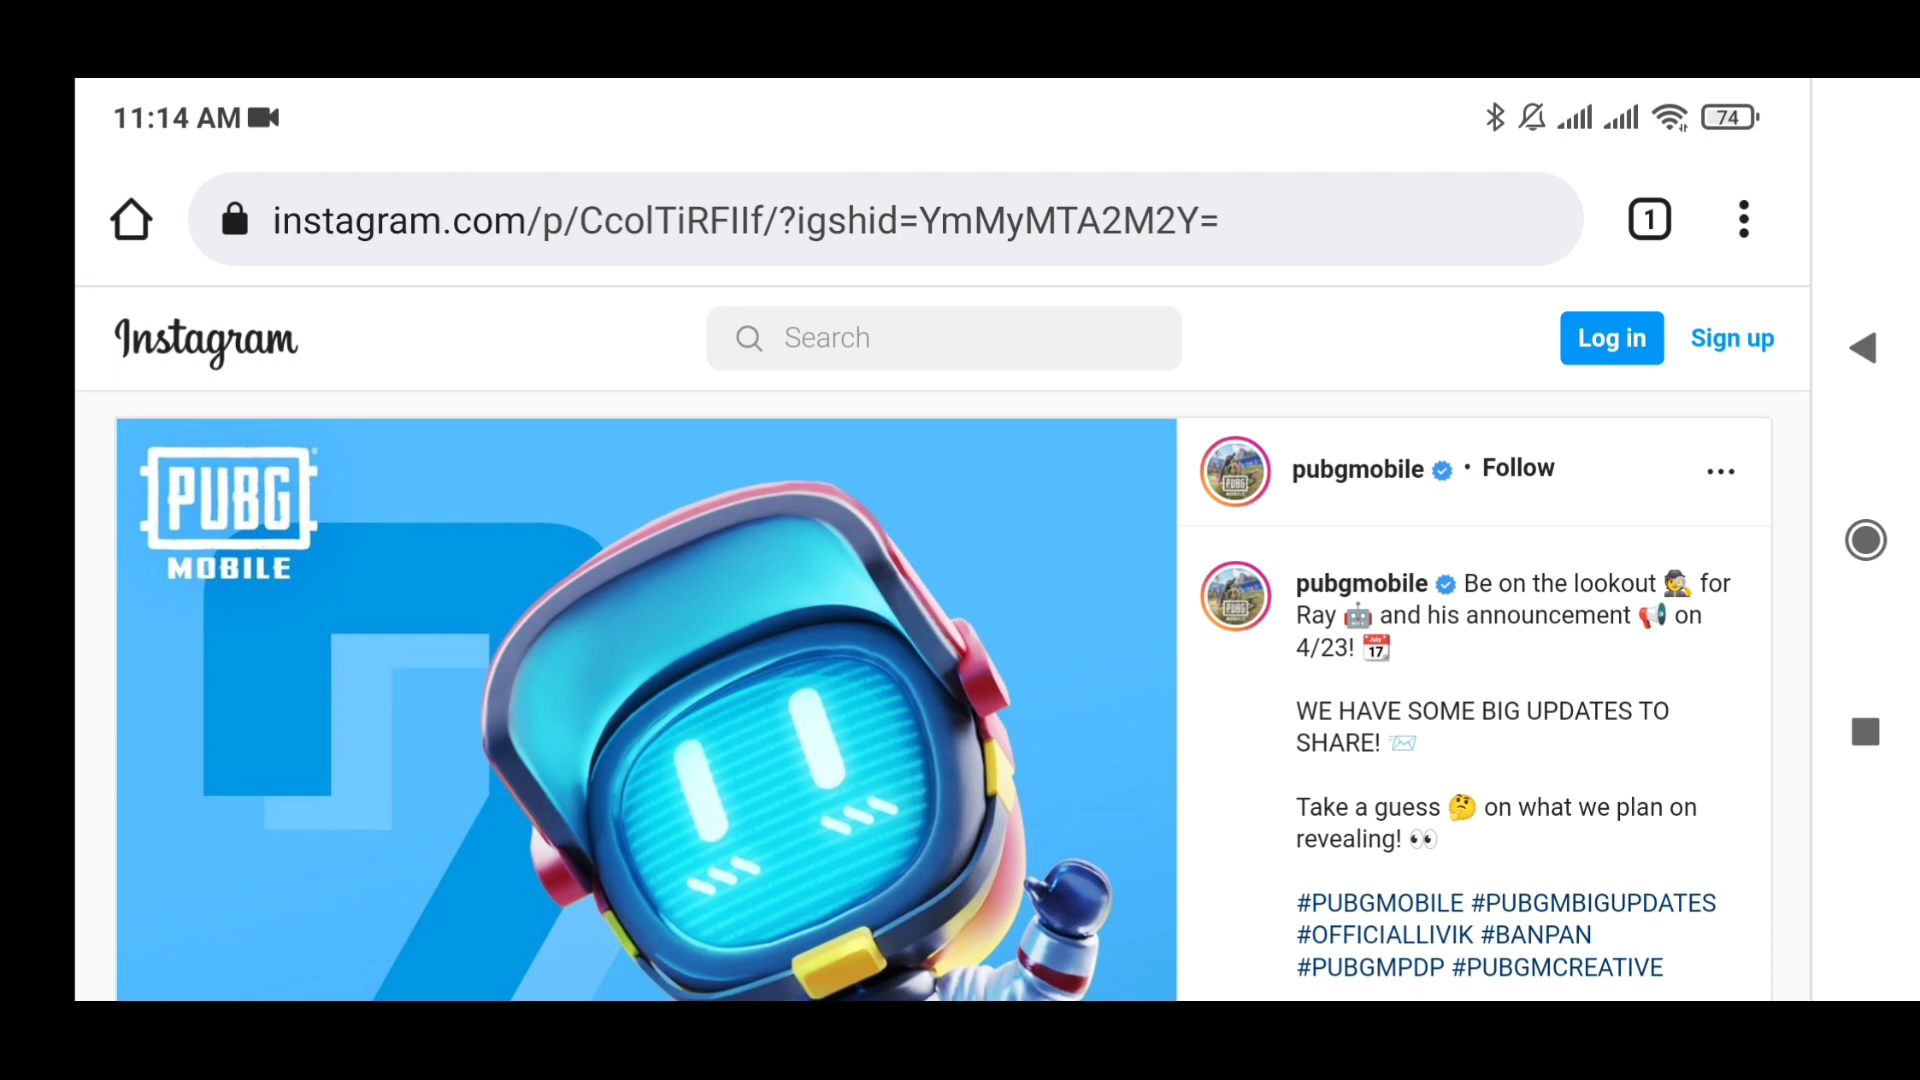 11:14 AM
74
instagram.com/p/CcolTiRFIIf/?igshid=YmMyMTA2M2Y=
1
Instagram
Search
Log in
Sign up
PUBG
MOBILE
pubgmobile • Follow
pubgmobile Be on the lookout 🕵️ for
Ray 🤖 and his announcement 📢 on
4/23! 📆
WE HAVE SOME BIG UPDATES TO
SHARE! 📨
Take a guess 🤔 on what we plan on
revealing! 👀
#PUBGMOBILE #PUBGMBIGUPDATES
#OFFICIALLIVIK #BANPAN
#PUBGMPDP #PUBGMCREATIVE